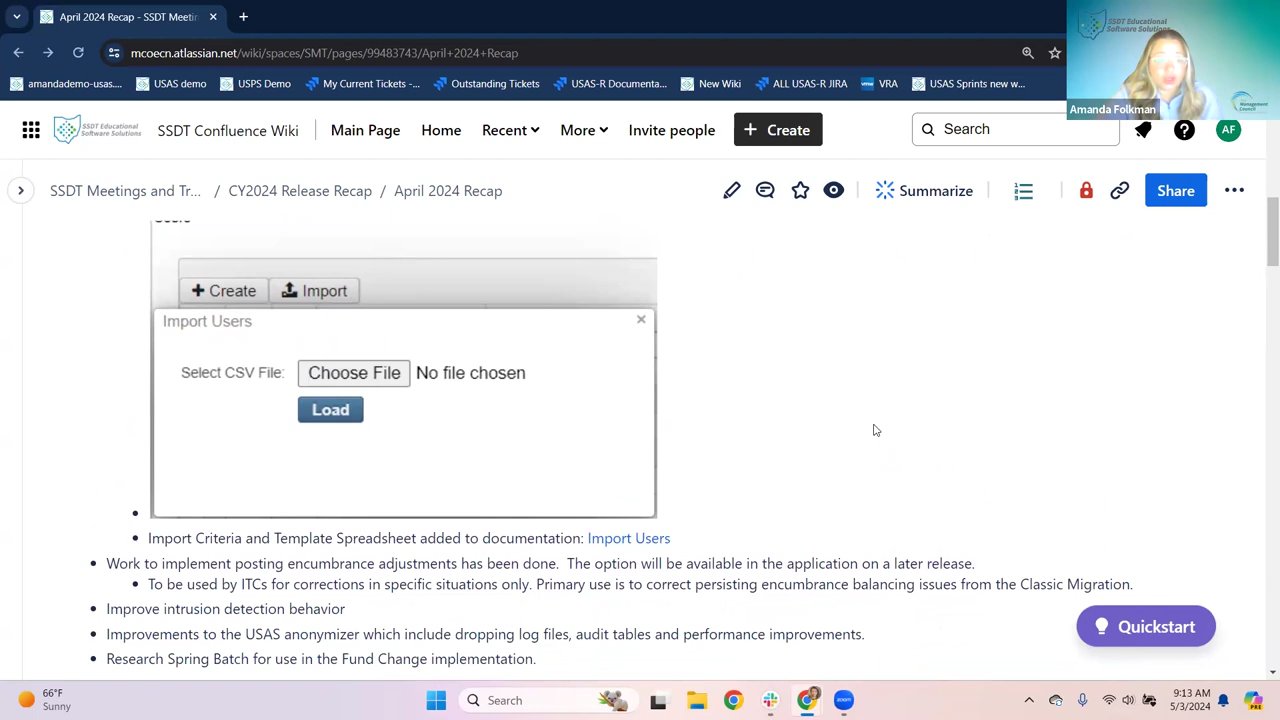 April 2024 Recap - SSDT Meetin
mcoecn.atlassian.net/wiki/spaces/SMT/pages/99483743/April+2024+Recap
amandademo-usas...
USAS demo
USPS Demo
My Current Tickets -...
Outstanding Tickets
USAS-R Documenta...
New Wiki
ALL USAS-R JIRA
VRA
USAS Sprints new w...
SSDT Educational
Software Solutions
Management
Council
Amanda Folkman
SSDT Educational
Software Solutions
SSDT Confluence Wiki
Main Page
Home
Recent
More
Invite people
Create
Search
AF
SSDT Meetings and Tr... / CY2024 Release Recap / April 2024 Recap
Summarize
Share
+ Create
Import
Import Users
Select CSV File: Choose File No file chosen
Load
Import Criteria and Template Spreadsheet added to documentation: Import Users
Work to implement posting encumbrance adjustments has been done. The option will be available in the application on a later release.
To be used by ITCs for corrections in specific situations only. Primary use is to correct persisting encumbrance balancing issues from the Classic Migration.
Improve intrusion detection behavior
Improvements to the USAS anonymizer which include dropping log files, audit tables and performance improvements.
Research Spring Batch for use in the Fund Change implementation.
Quickstart
66°F
Sunny
Search
zoom
PRE
9:13 AM
5/3/2024